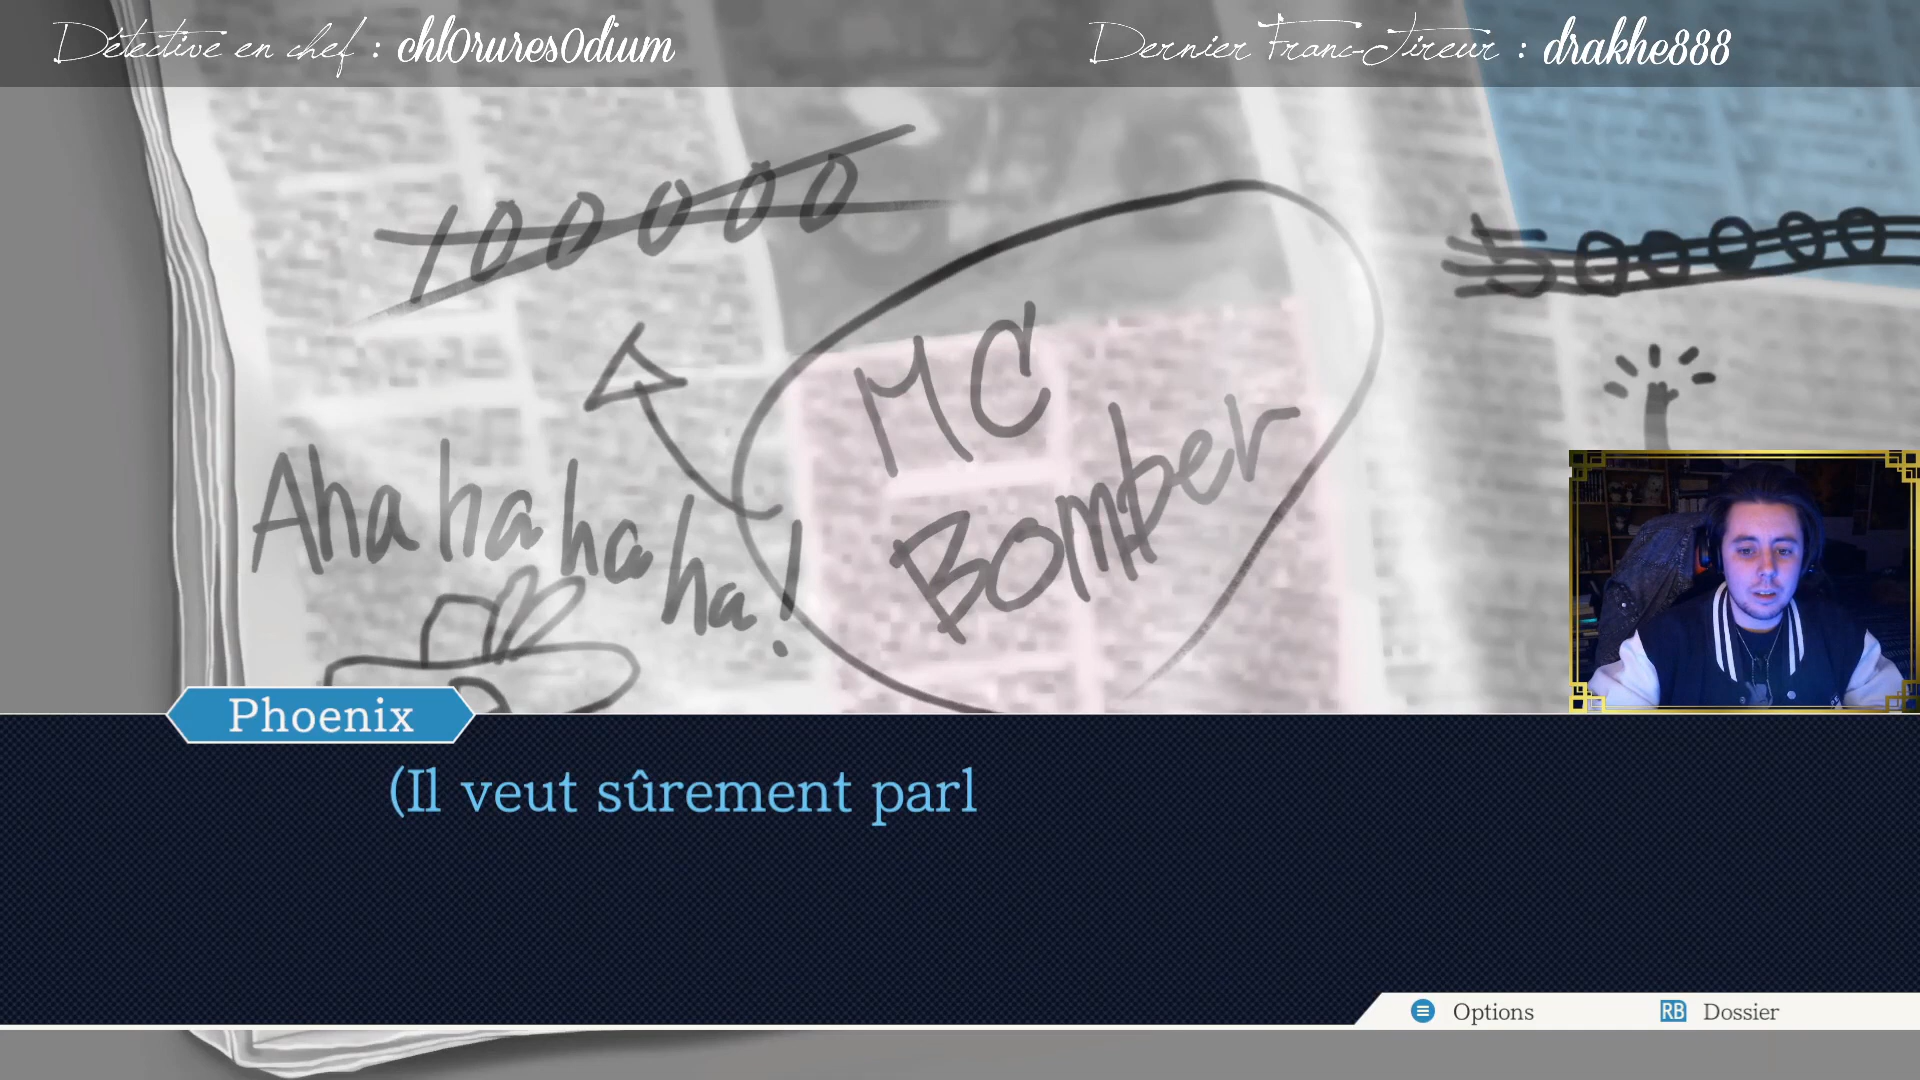 Détective en chef : chl0rures0dium
Dernier Franc-Tireur : drakhe888
100000
500000
MC
Bomber
Ahahahaha!
Phoenix
(Il veut sûrement parl
Options
RB Dossier